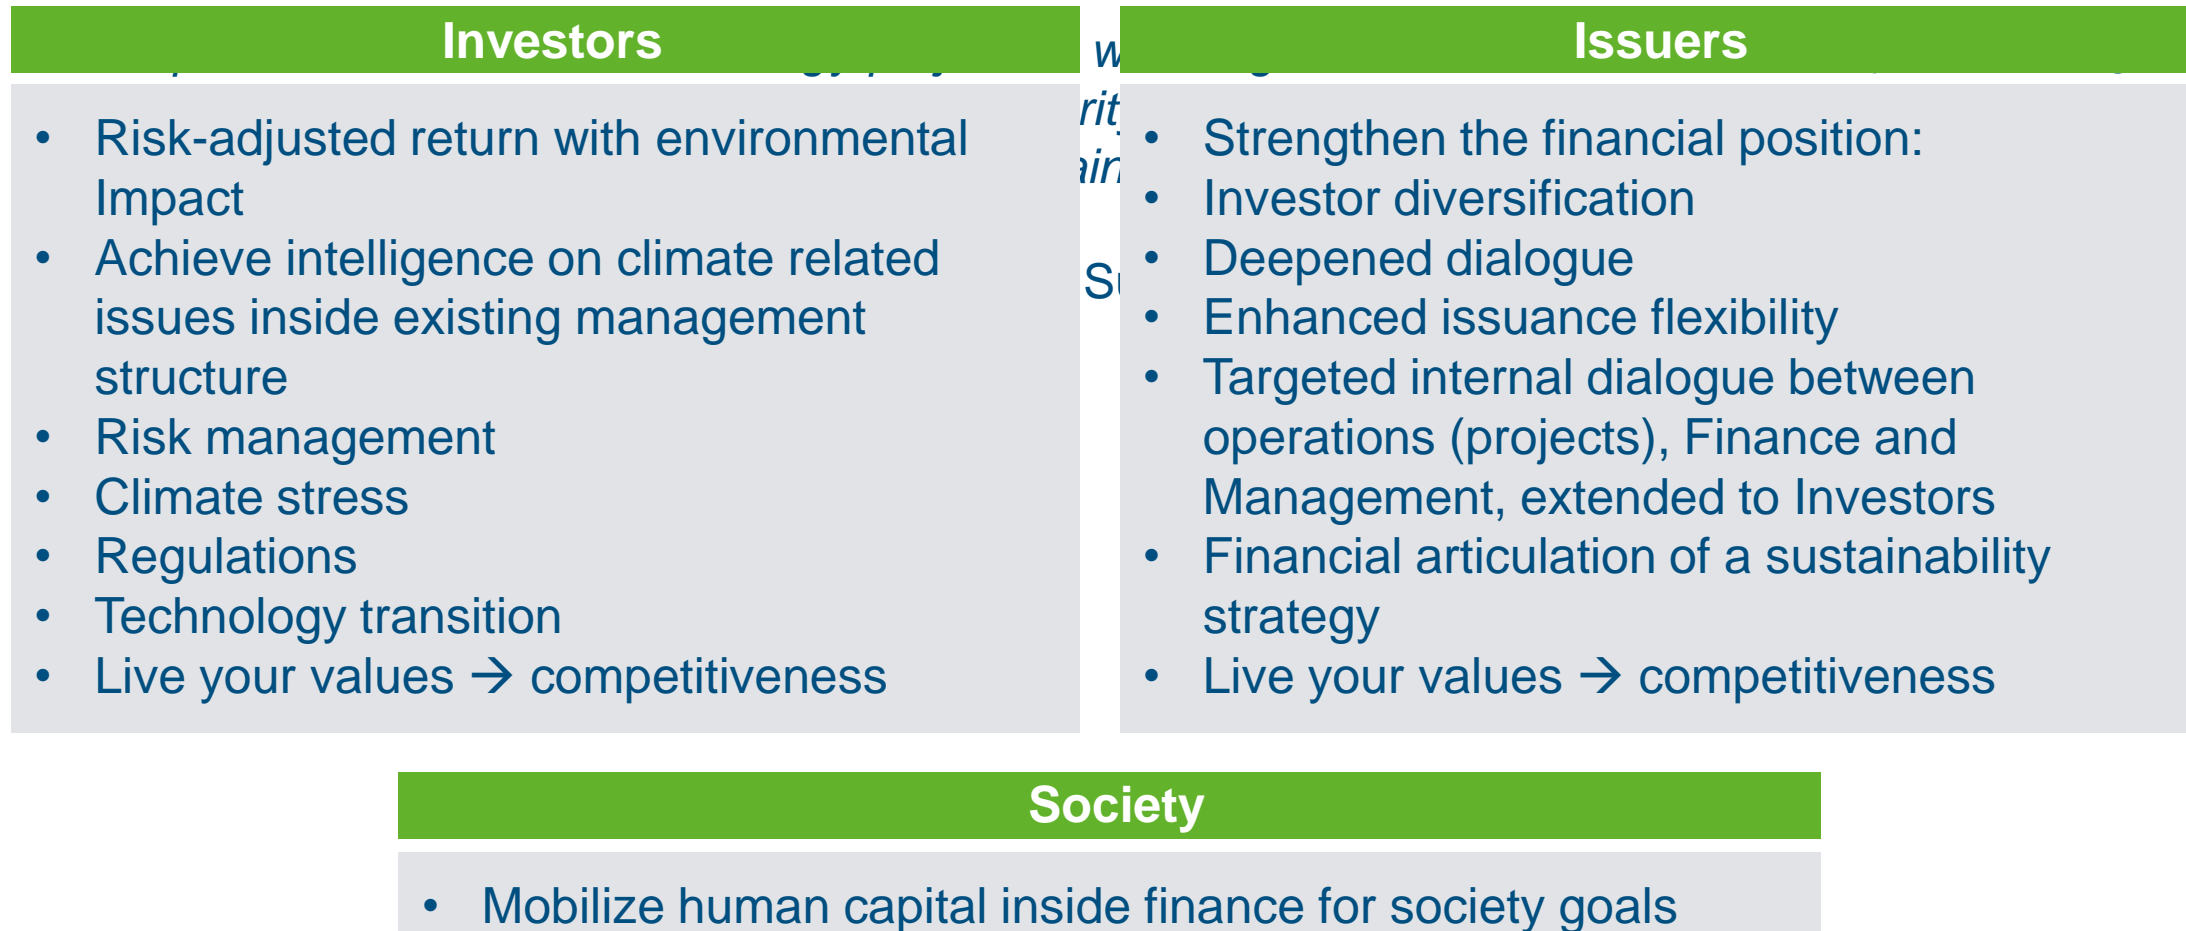 Investors
• Risk-adjusted return with environmental
Impact
• Achieve intelligence on climate related
issues inside existing management
structure
• Risk management
• Climate stress
• Regulations
• Technology transition
• Live your values → competitiveness
Issuers
• Strengthen the financial position:
• Investor diversification
• Deepened dialogue
• Enhanced issuance flexibility
• Targeted internal dialogue between
operations (projects), Finance and
Management, extended to Investors
• Financial articulation of a sustainability
strategy
• Live your values → competitiveness
Society
• Mobilize human capital inside finance for society goals